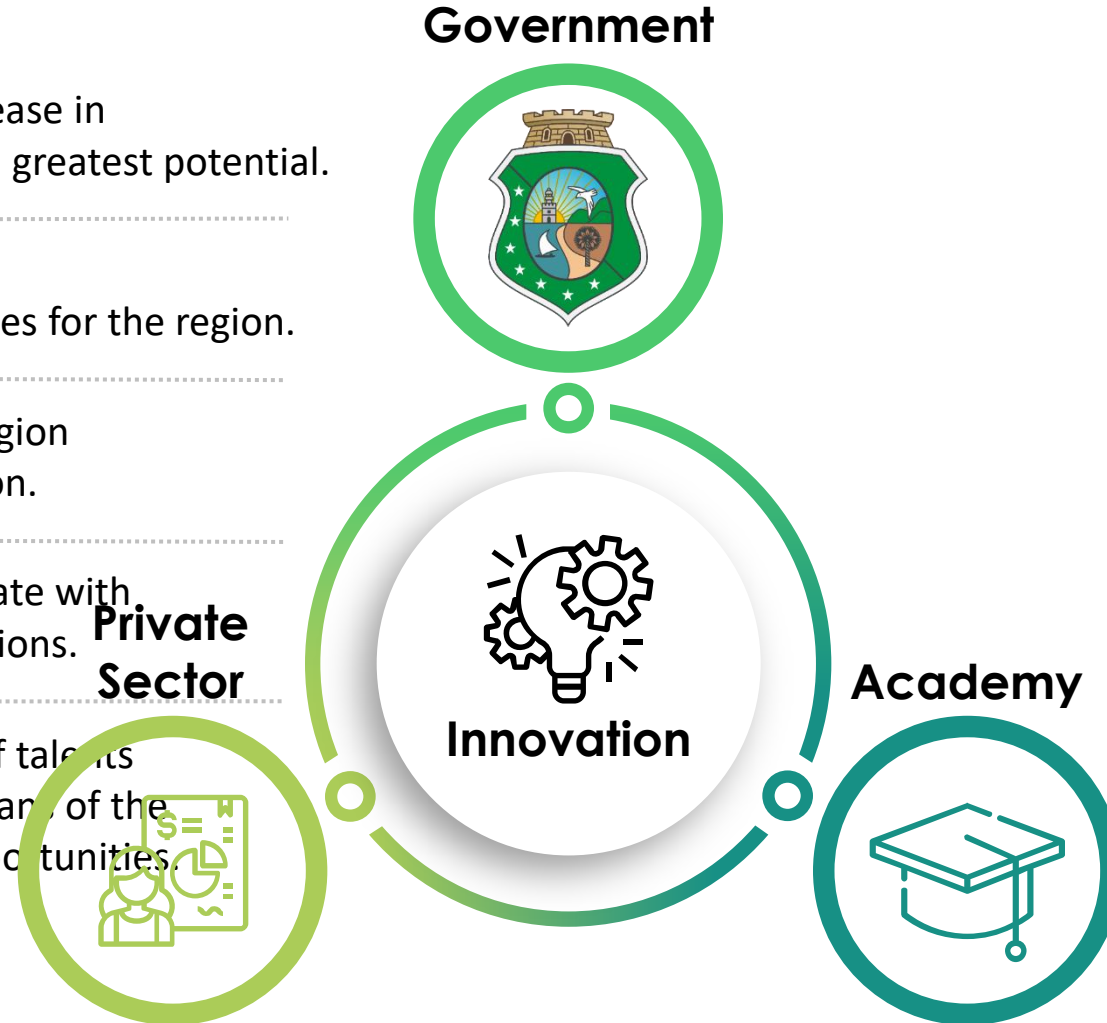 Government
ease in
greatest potential.
es for the region.
gion
on.
ate with
ions.
Private
Sector
Academy
Innovation
f talents
of the
$=